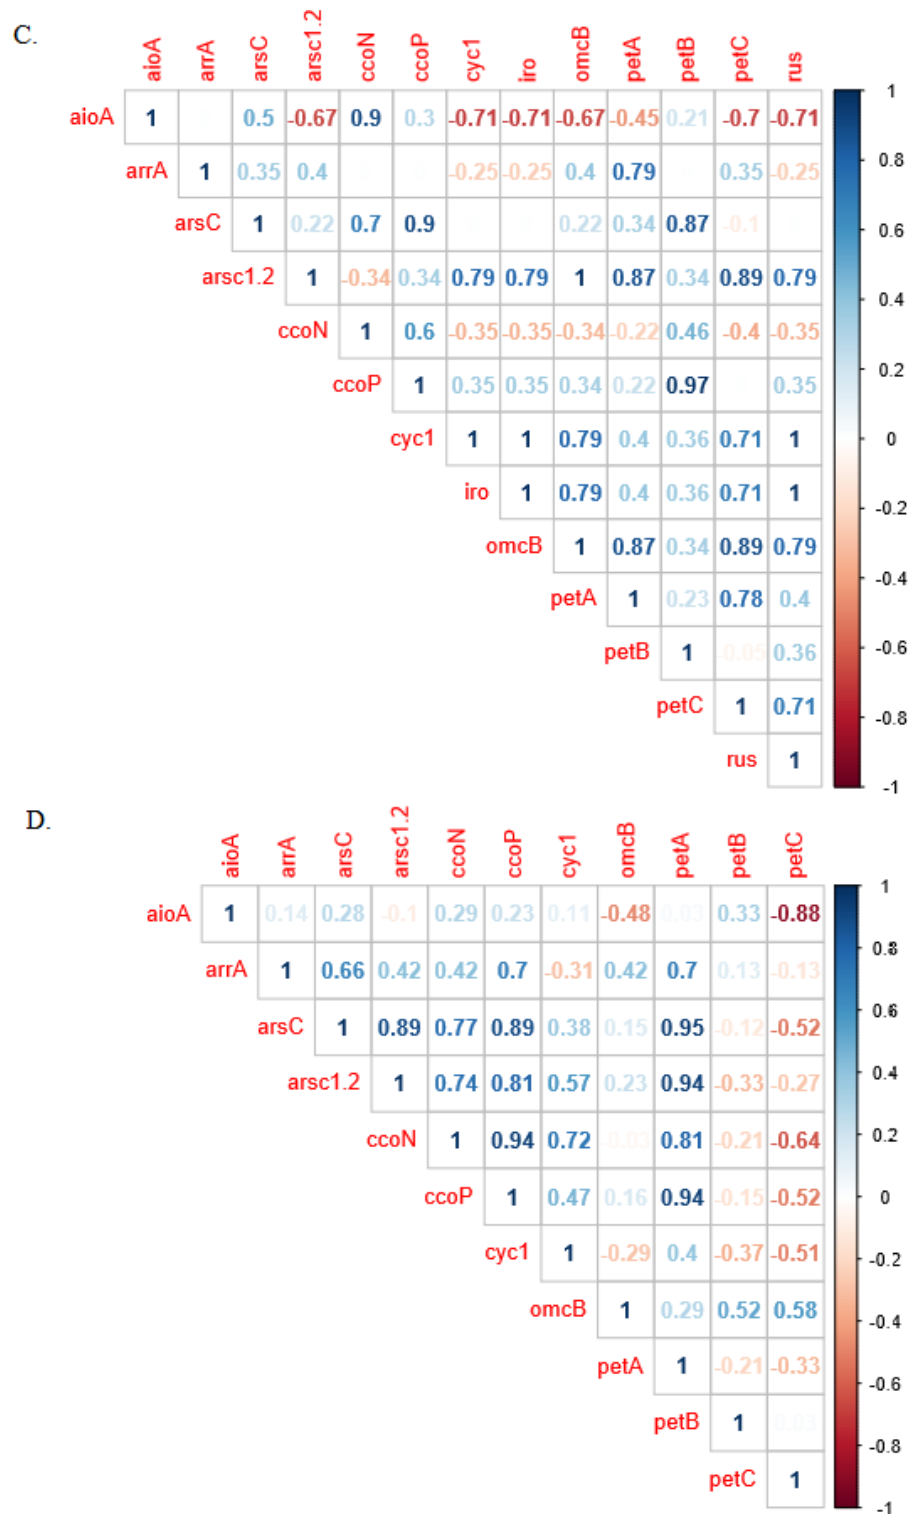 C.
aioA arrA arsC arsc1.2 ccoN ccoP cyc1 iro omcB petA petB petC rus
aioA 1 0.5 -0.67 0.9 0.3 -0.71 -0.71 -0.67 -0.45 0.21 -0.7 -0.71
arrA 1 0.35 0.4 -0.25 -0.25 0.4 0.79 0.35 -0.25
arsC 1 0.22 0.7 0.9 0.22 0.34 0.87 -0.1
arsc1.2 1 -0.34 0.34 0.79 0.79 1 0.87 0.34 0.89 0.79
ccoN 1 0.6 -0.35 -0.35 -0.34 -0.22 0.46 -0.4 -0.35
ccoP 1 0.35 0.35 0.34 0.22 0.97 0.35
cyc1 1 1 0.79 0.4 0.36 0.71 1
iro 1 0.79 0.4 0.36 0.71 1
omcB 1 0.87 0.34 0.89 0.79
petA 1 0.23 0.78 0.4
petB 1 -0.05 0.36
petC 1 0.71
rus 1
1
0.8
0.6
0.4
0.2
0
-0.2
-0.4
-0.6
-0.8
-1
D.
aioA arrA arsC arsc1.2 ccoN ccoP cyc1 omcB petA petB petC
aioA 1 0.14 0.28 -0.1 0.29 0.23 0.11 -0.48 0.03 0.33 -0.88
arrA 1 0.66 0.42 0.42 0.7 -0.31 0.42 0.7 0.13 -0.13
arsC 1 0.89 0.77 0.89 0.38 0.15 0.95 -0.12 -0.52
arsc1.2 1 0.74 0.81 0.57 0.23 0.94 -0.33 -0.27
ccoN 1 0.94 0.72 -0.03 0.81 -0.21 -0.64
ccoP 1 0.47 0.16 0.94 -0.15 -0.52
cyc1 1 -0.29 0.4 -0.37 -0.51
omcB 1 0.29 0.52 0.58
petA 1 -0.21 -0.33
petB 1 0.03
petC 1
1
0.8
0.6
0.4
0.2
0
-0.2
-0.4
-0.6
-0.8
-1